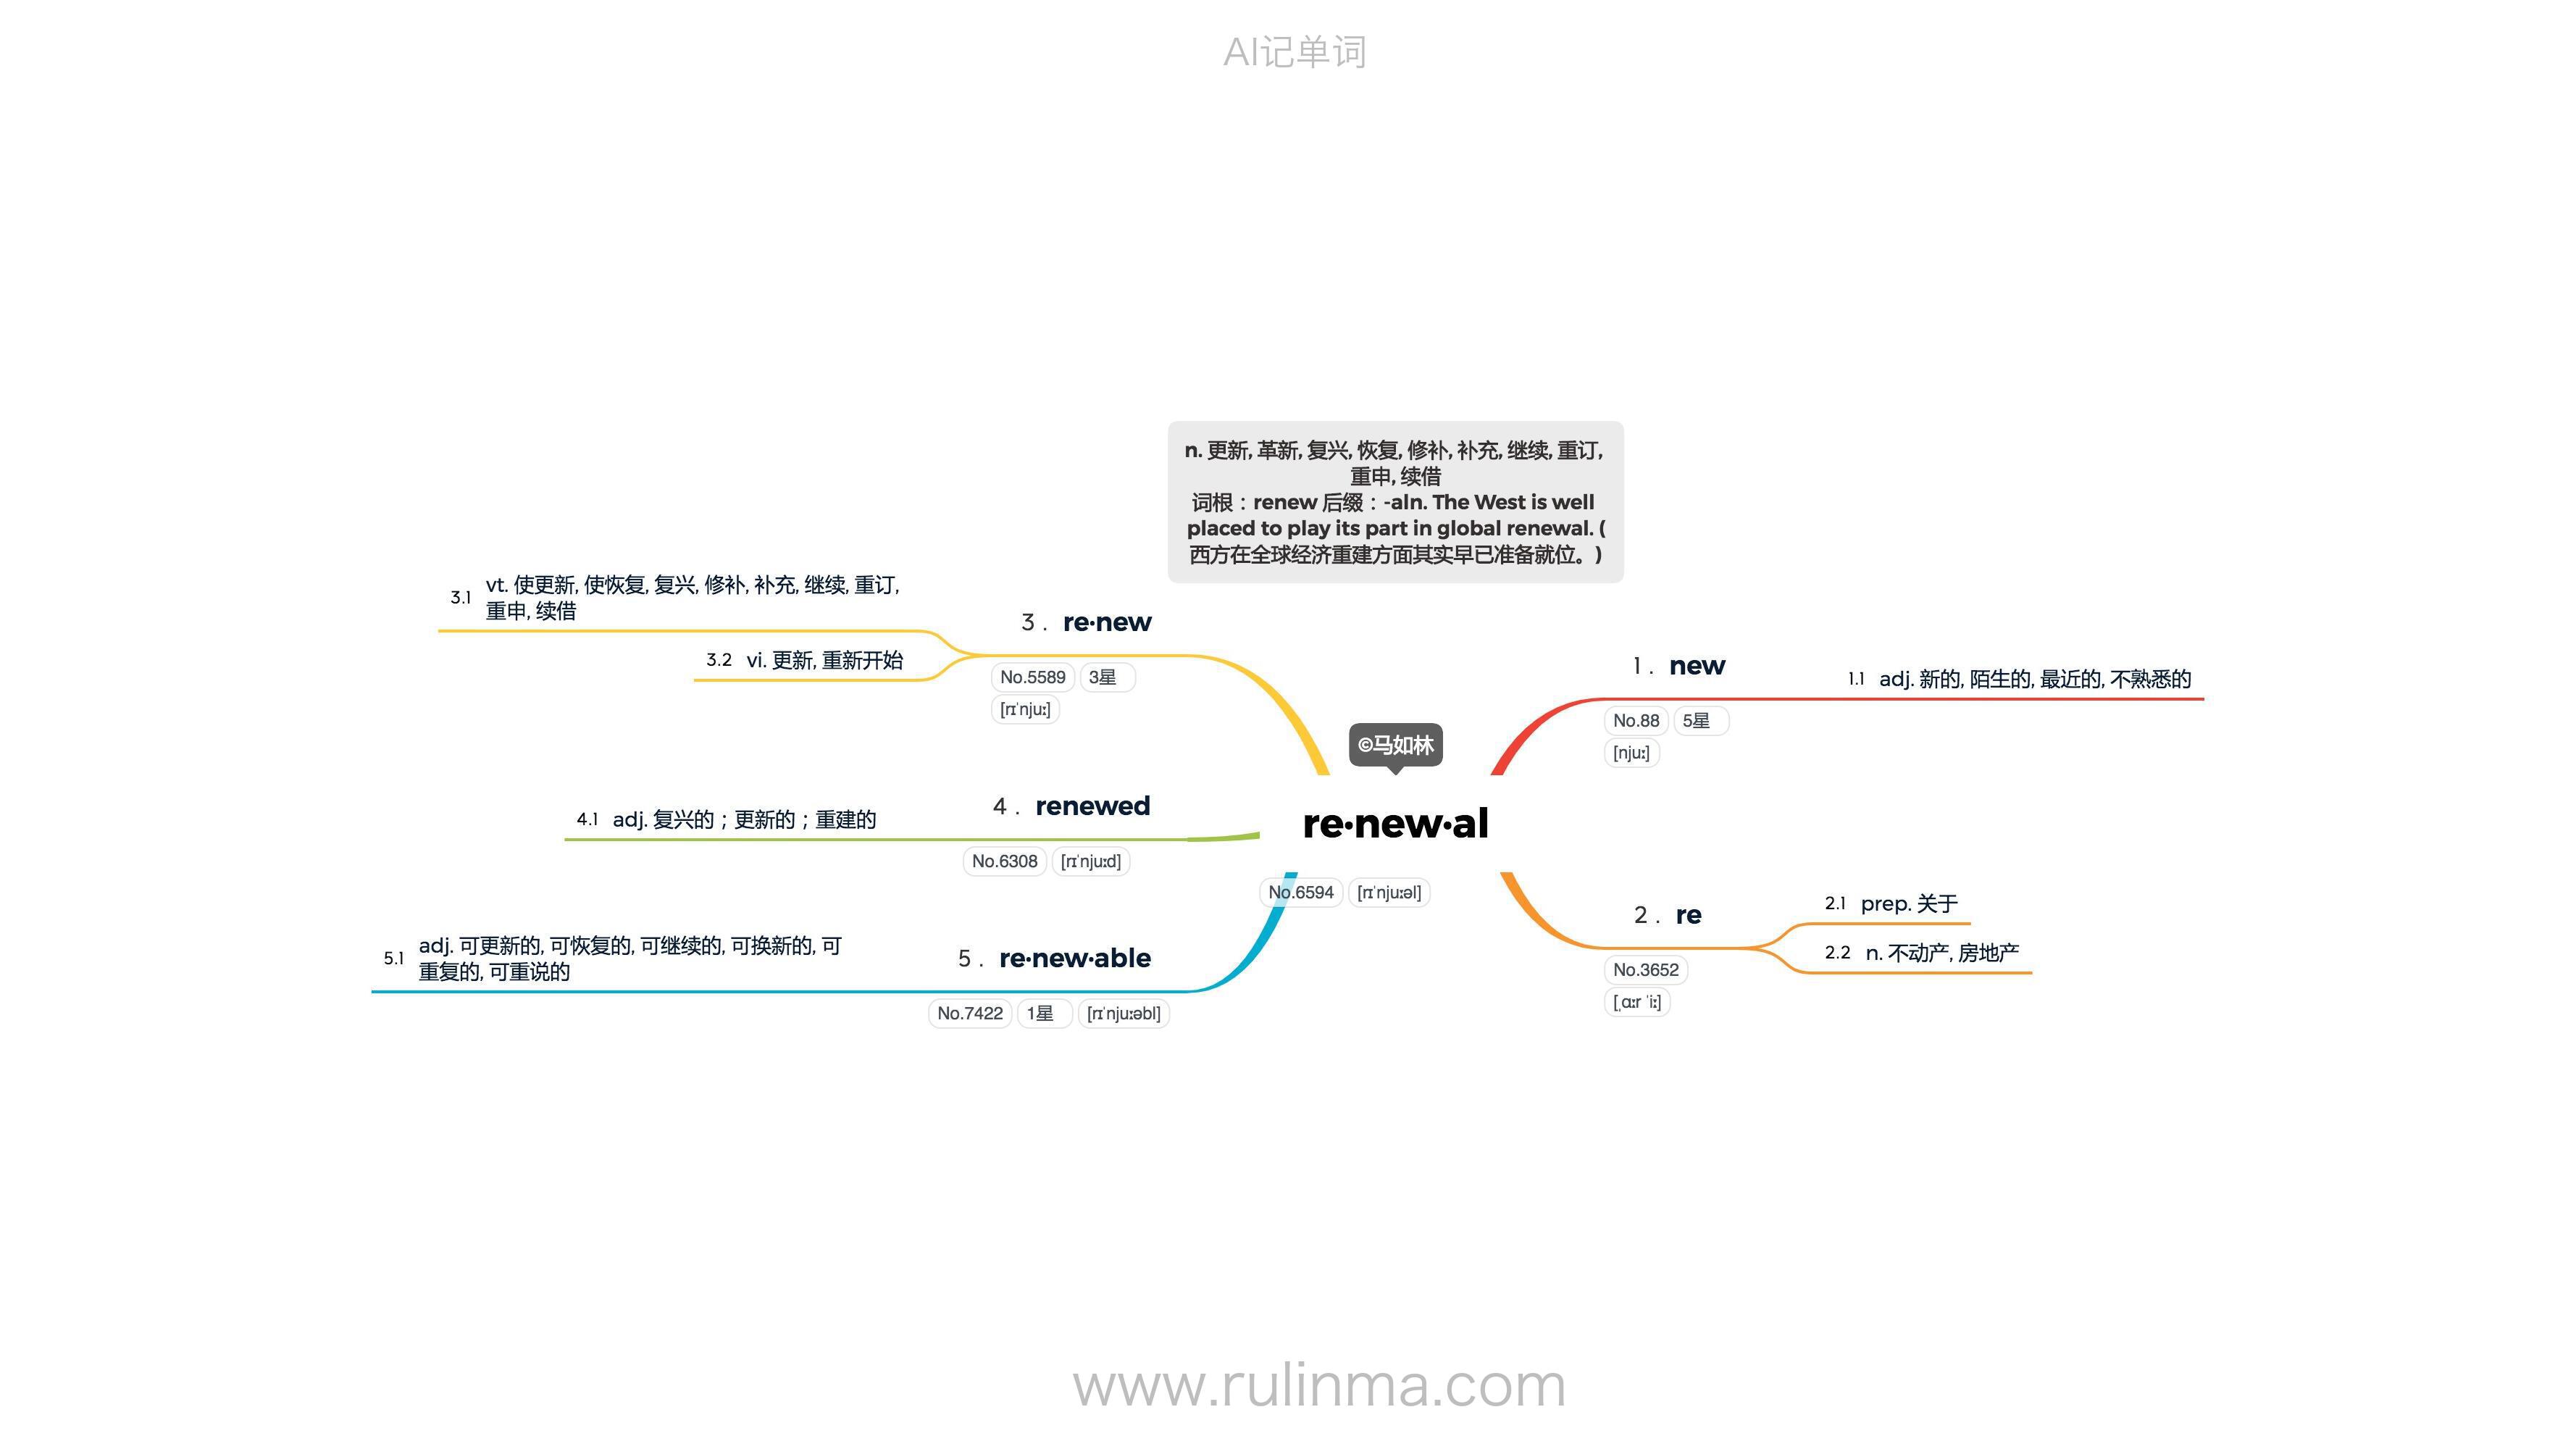 AI记单词
n. 更新, 革新, 复兴, 恢复, 修补, 补充, 继续, 重订,
重申, 续借
词根：renew 后缀：-aln. The West is well
placed to play its part in global renewal. (
西方在全球经济重建方面其实早已准备就位。)
©马如林
re·new·al
No.6594 [rɪˈnjuːəl]
1 . new
No.88 5星
[njuː]
1.1 adj. 新的, 陌生的, 最近的, 不熟悉的
2 . re
No.3652
[ˌɑːr ˈiː]
2.1 prep. 关于
2.2 n. 不动产, 房地产
3 . re·new
No.5589 3星
[rɪˈnjuː]
3.1 vt. 使更新, 使恢复, 复兴, 修补, 补充, 继续, 重订,
重申, 续借
3.2 vi. 更新, 重新开始
4 . renewed
No.6308 [rɪˈnjuːd]
4.1 adj. 复兴的；更新的；重建的
5 . re·new·able
No.7422 1星 [rɪˈnjuːəbl]
5.1 adj. 可更新的, 可恢复的, 可继续的, 可换新的, 可
重复的, 可重说的
www.rulinma.com